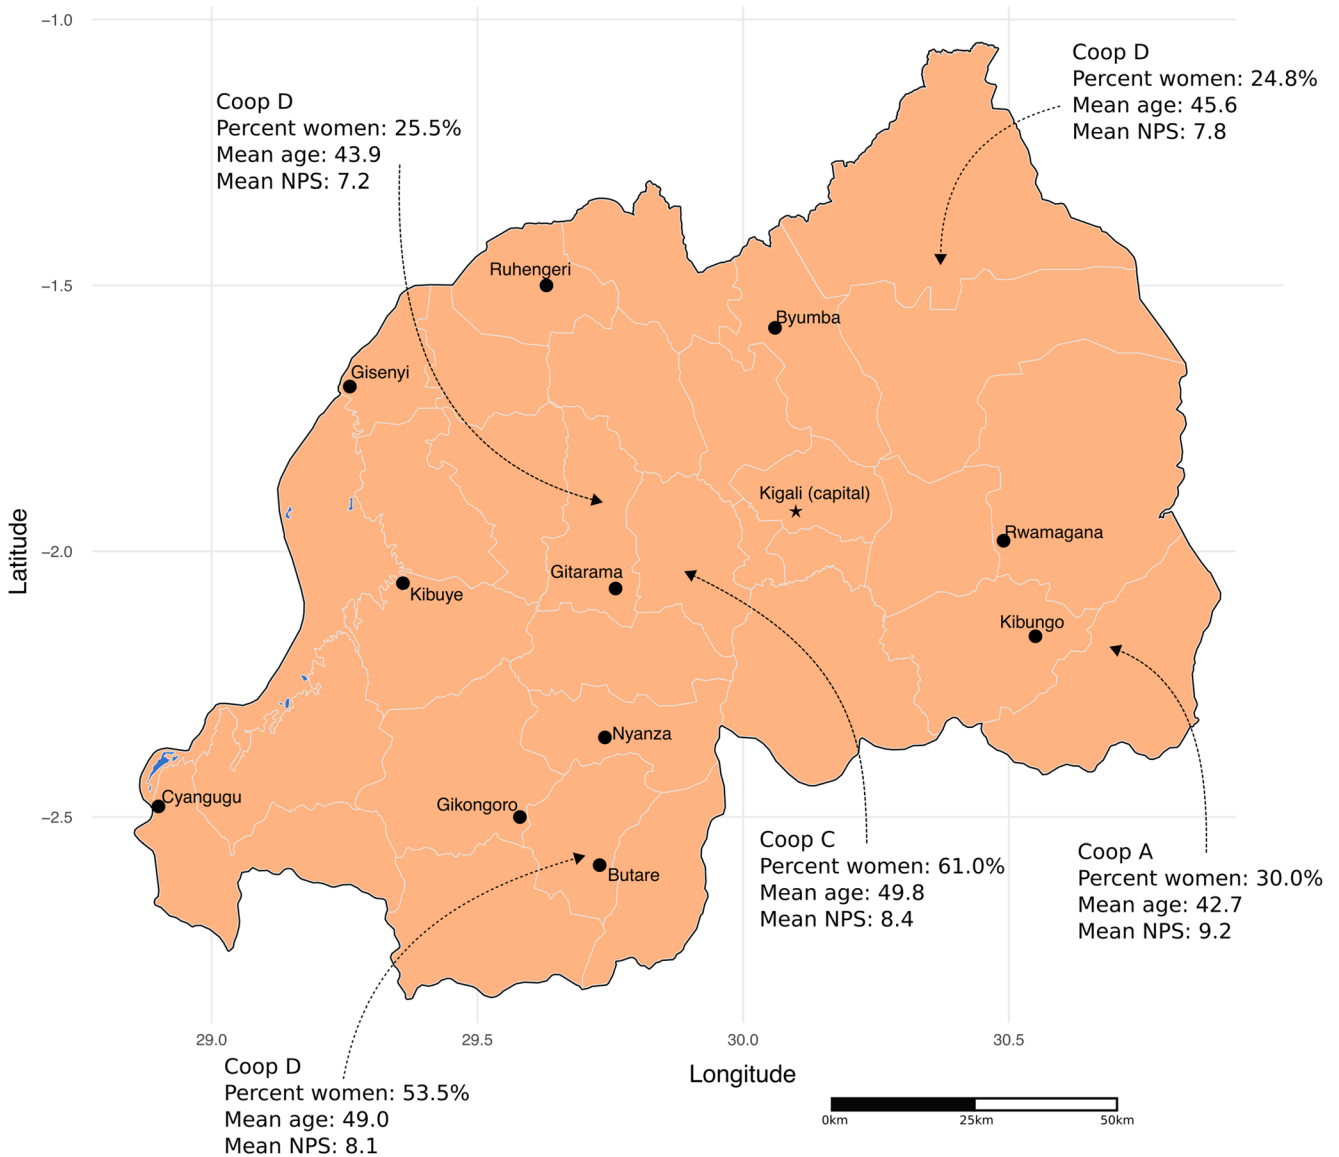 −1.0
Coop D
Percent women: 24.8%
Mean age: 45.6
Mean NPS: 7.8
Coop D
Percent women: 25.5%
Mean age: 43.9
Mean NPS: 7.2
Ruhengeri
−1.5
Byumba
Gisenyi
Kigali (capital)
Rwamagana
−2.0
Gitarama
Kibuye
Kibungo
Latitude
Nyanza
Cyangugu
Gikongoro
−2.5
Butare
Coop C
Percent women: 61.0%
Mean age: 49.8
Mean NPS: 8.4
Coop A
Percent women: 30.0%
Mean age: 42.7
Mean NPS: 9.2
29.0
29.5
30.0
30.5
Longitude
Coop D
Percent women: 53.5%
Mean age: 49.0
Mean NPS: 8.1
0km
25km
50km